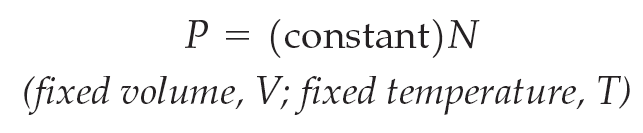 P = (constant)N
(fixed volume, V; fixed temperature, T)